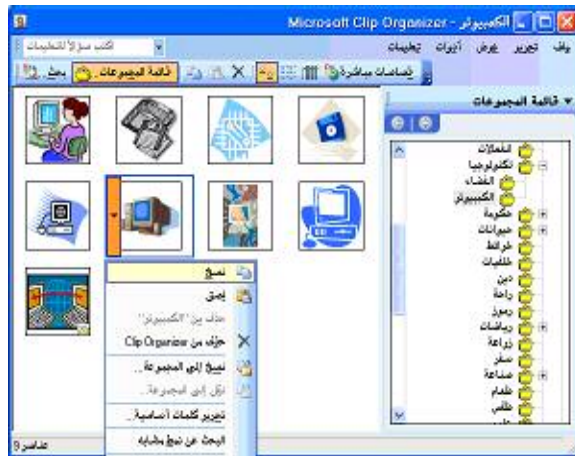 Microsoft Clip Organizer - الكمبيوتر
ملف تحرير عرض أدوات تعليمات
اكتب سؤالاً للتعليمات
قصاصات مباشرة
قائمة المجموعات...
بحث...
قائمة المجموعات
انفعالات
تكنولوجيا
الفضاء
الكمبيوتر
حكومة
حيوانات
خرائط
خلفيات
دين
راحة
رموز
رياضات
زراعة
سفر
صناعة
طعام
طقس
نسخ
لصق
حذف من "الكمبيوتر"
حذف من Clip Organizer
نسخ إلى المجموعة...
نقل إلى المجموعة...
تحرير كلمات أساسية...
البحث عن نمط مشابه
عناصر 9